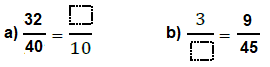 a) 32/40 = □/10 b) 3/□ = 9/45